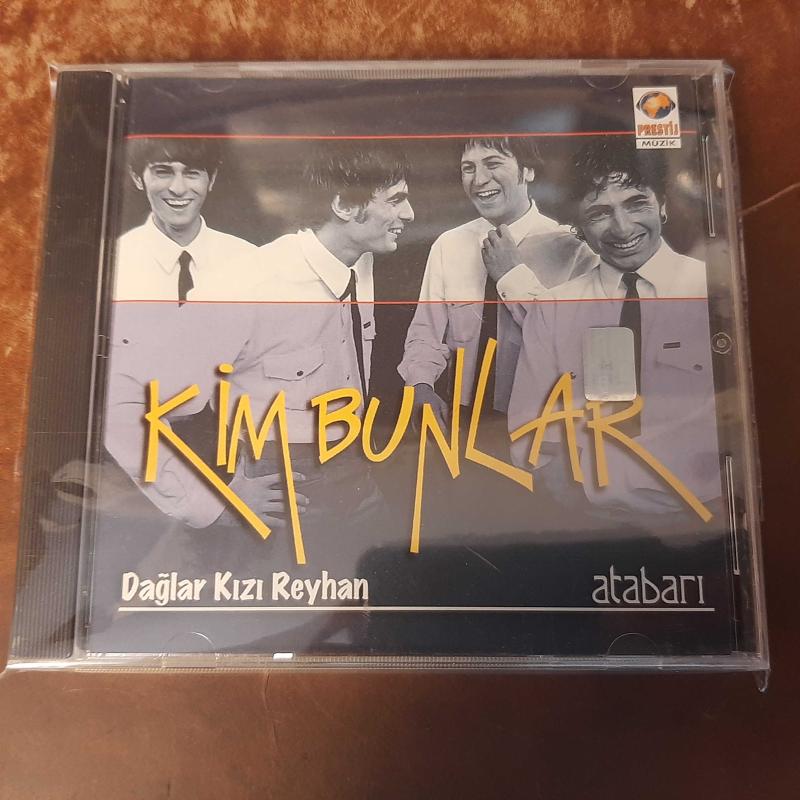 PRESTİJ
MÜZİK
KİM BUNLAR
Dağlar Kızı Reyhan
atabarı